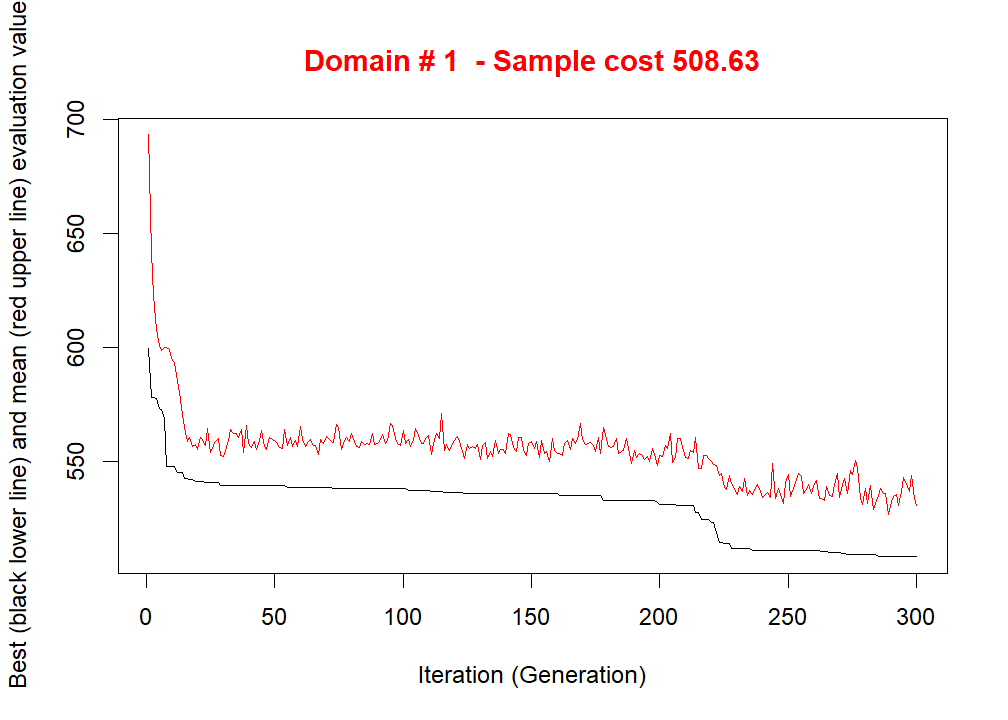 Domain # 1  - Sample cost 508.63
Best (black lower line) and mean (red upper line) evaluation value
700
650
600
550
0 50 100 150 200 250 300
Iteration (Generation)